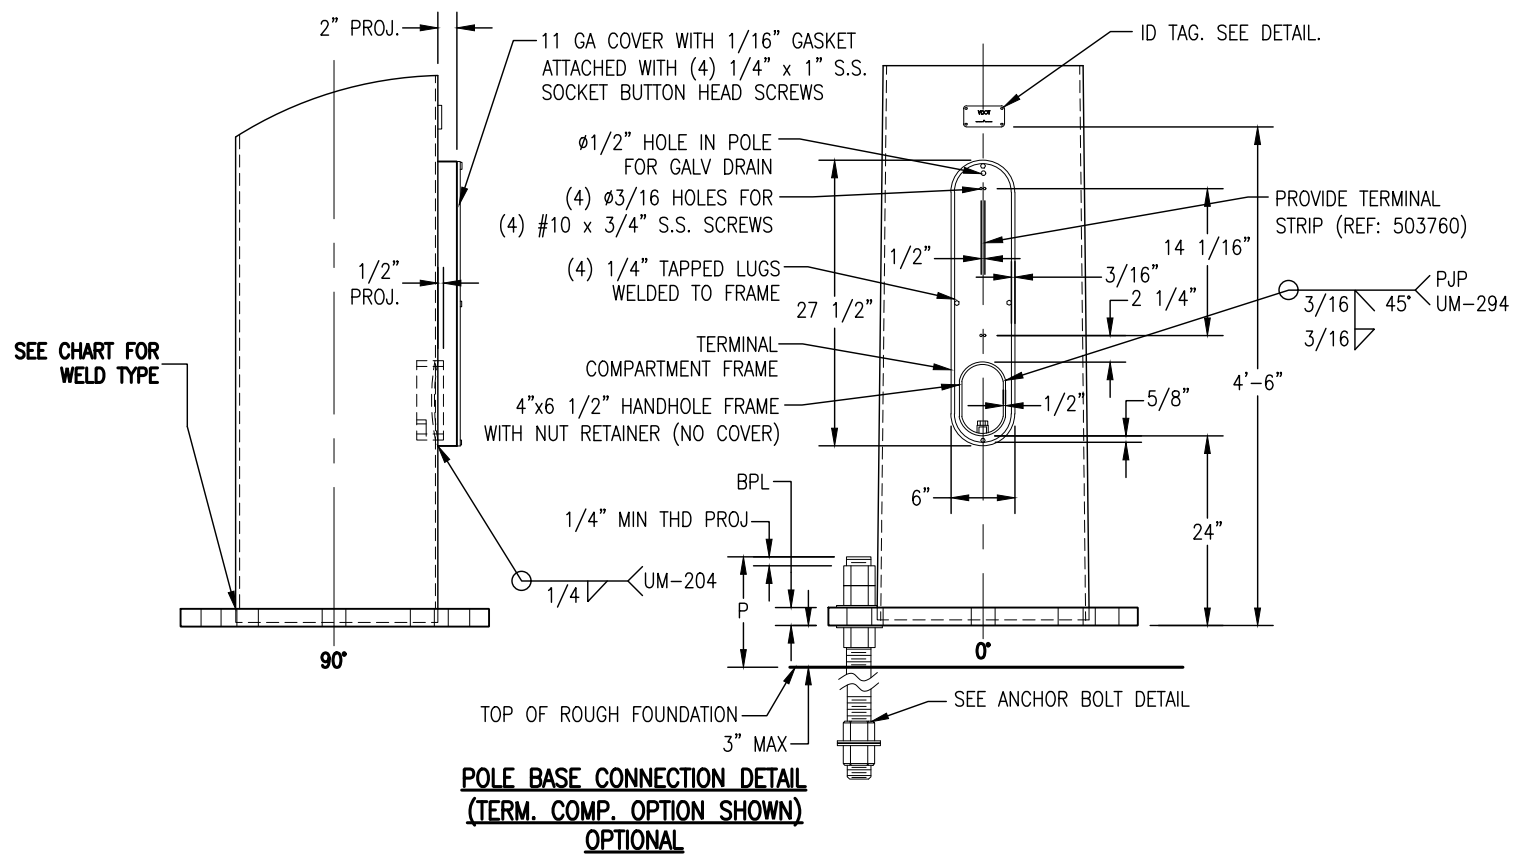 2” PROJ.
11 GA COVER WITH 1/16” GASKET
ATTACHED WITH (4) 1/4” x 1” S.S.
SOCKET BUTTON HEAD SCREWS
ID TAG. SEE DETAIL.
VDOT
ø1/2” HOLE IN POLE
FOR GALV DRAIN
(4) ø3/16 HOLES FOR
(4) #10 x 3/4” S.S. SCREWS
PROVIDE TERMINAL
STRIP (REF: 503760)
14 1/16”
1/2”
(4) 1/4” TAPPED LUGS
WELDED TO FRAME
1/2”
PROJ.
3/16”
2 1/4”
27 1/2”
PJP
UM-294
3/16
45°
3/16
SEE CHART FOR
WELD TYPE
TERMINAL
COMPARTMENT FRAME
4'-6”
4”x6 1/2” HANDHOLE FRAME
WITH NUT RETAINER (NO COVER)
1/2”
5/8”
BPL
6”
1/4” MIN THD PROJ
24”
UM-204
1/4
P
90°
0°
TOP OF ROUGH FOUNDATION
SEE ANCHOR BOLT DETAIL
3” MAX
POLE BASE CONNECTION DETAIL
(TERM. COMP. OPTION SHOWN)
OPTIONAL